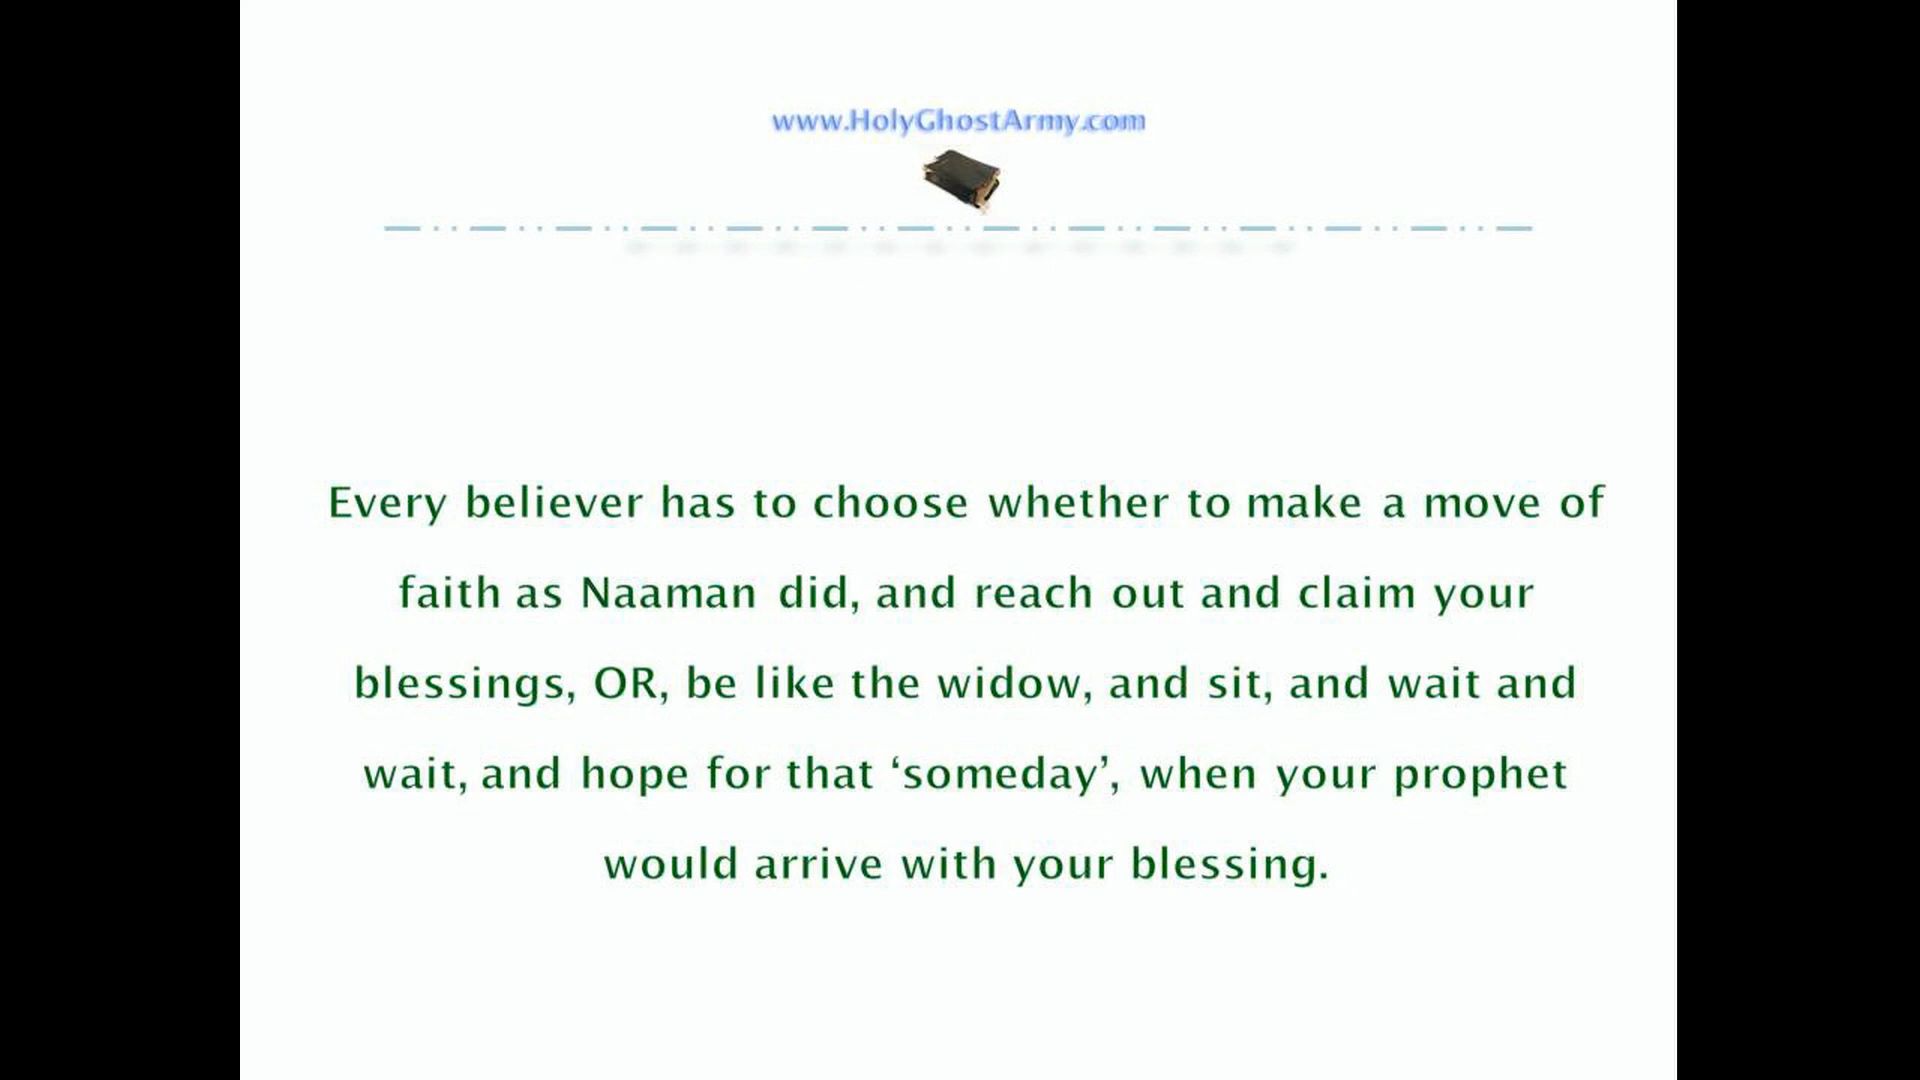 www.HolyGhostArmy.com
Every believer has to choose whether to make a move of
faith as Naaman did, and reach out and claim your
blessings, OR, be like the widow, and sit, and wait and
wait, and hope for that ‘someday’, when your prophet
would arrive with your blessing.